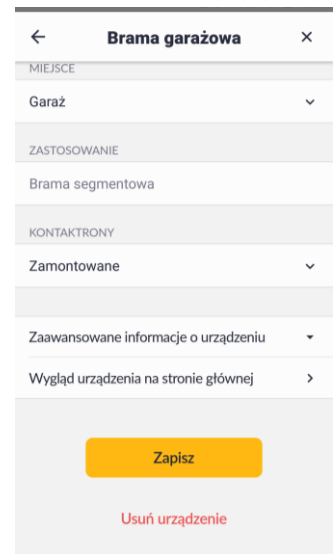 Brama garażowa
MIEJSCE
Garaż
ZASTOSOWANIE
Brama segmentowa
KONTAKTRONY
Zamontowane
Zaawansowane informacje o urządzeniu
Wygląd urządzenia na stronie głównej
Zapisz
Usuń urządzenie